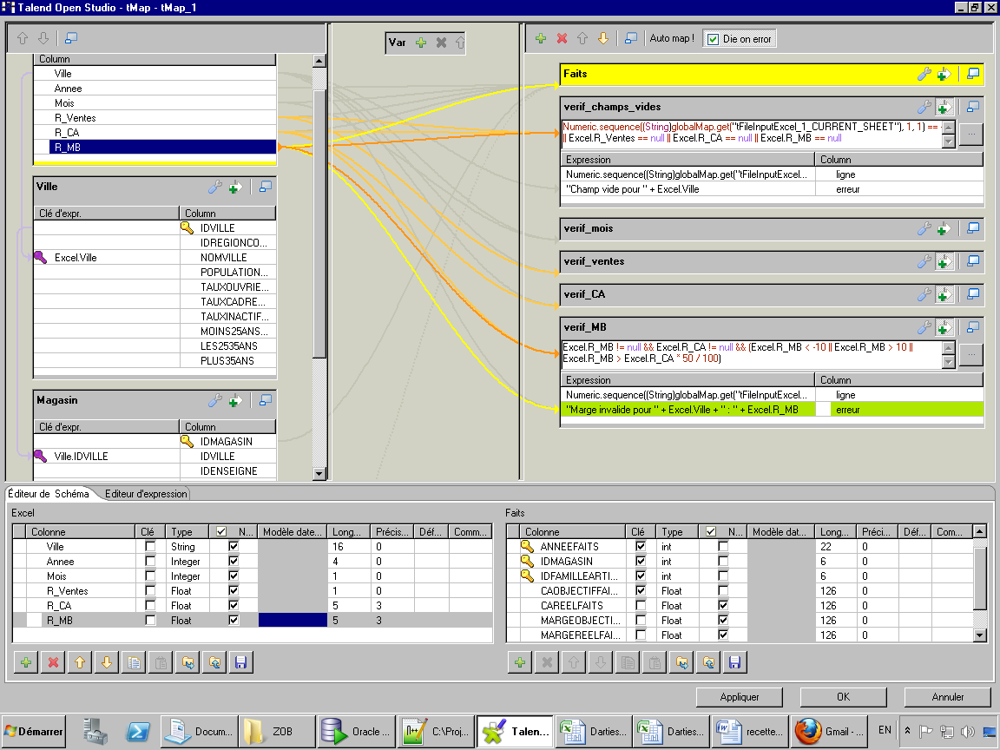 Talend Open Studio - tMap - tMap_1
Var
Auto map !
Die on error
Column
Ville
Annee
Mois
R_Ventes
R_CA
R_MB
Ville
Clé d'expr. Column
IDVILLE
IDREGIONCO...
Excel.Ville NOMVILLE
POPULATION...
TAUXOUVRIE...
TAUXCADRE...
TAUXINACTIF...
MOINS25ANS...
LES2535ANS
PLUS35ANS
Magasin
Clé d'expr. Column
IDMAGASIN
Ville.IDVILLE IDVILLE
IDENSEIGNE
Faits
verif_champs_vides
Numeric.sequence((String)globalMap.get("tFileInputExcel_1_CURRENT_SHEET"), 1, 1) ==
|| Excel.R_Ventes == null || Excel.R_CA == null || Excel.R_MB == null
...
Expression Column
Numeric.sequence((String)globalMap.get("tFileInputExcel... ligne
"Champ vide pour " + Excel.Ville erreur
verif_mois
verif_ventes
verif_CA
verif_MB
Excel.R_MB != null && Excel.R_CA != null && (Excel.R_MB < -10 || Excel.R_MB > 10 ||
Excel.R_MB > Excel.R_CA * 50 / 100)
...
Expression Column
Numeric.sequence((String)globalMap.get("tFileInputExcel... ligne
"Marge invalide pour " + Excel.Ville + " : " + Excel.R_MB erreur
Éditeur de Schéma Editeur d'expression
Excel
Colonne Clé Type N... Modèle date... Long... Précis... Déf... Comm...
Ville String 16 0
Annee Integer 4 0
Mois Integer 1 0
R_Ventes Float 1 0
R_CA Float 5 3
R_MB Float 5 3
Faits
Colonne Clé Type N... Modèle dat... Long... Préci... Déf... Com...
ANNEEFAITS int 22 0
IDMAGASIN int 6 0
IDFAMILLEARTI... int 6 0
CAOBJECTIFFAI... Float 126 0
CAREELFAITS Float 126 0
MARGEOBJECTI... Float 126 0
MARGEREELFAI... Float 126 0
Appliquer OK Annuler
Démarrer Docum... ZOB Oracle ... C:\Proj... Talen... Darties... Darties... recette... Gmail - ... EN